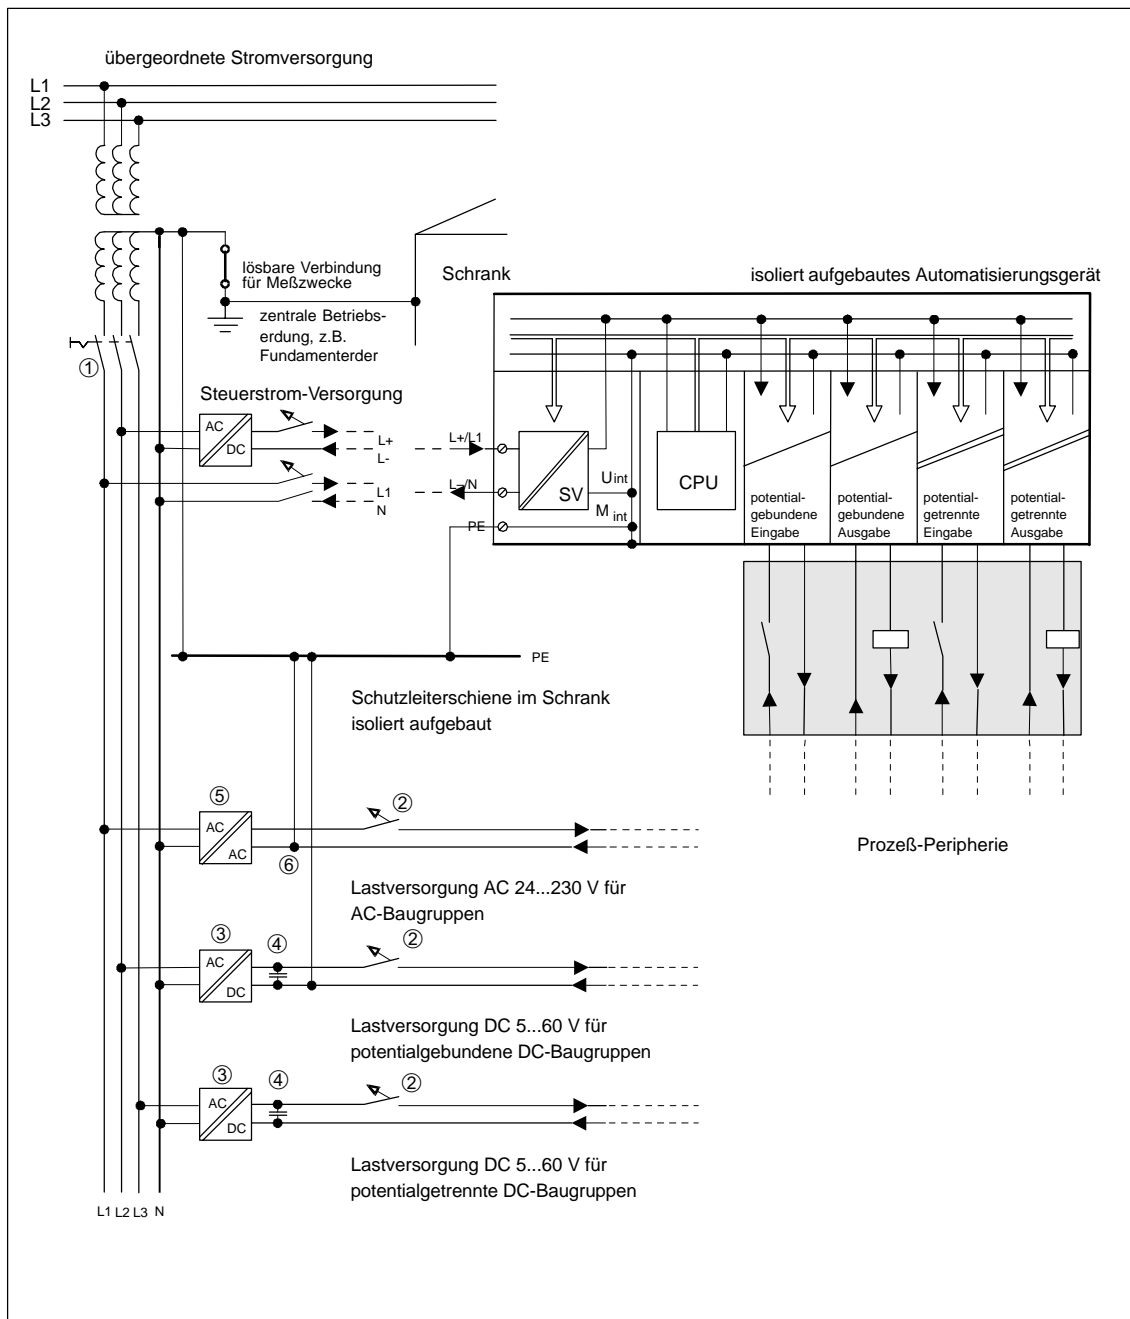 übergeordnete Stromversorgung
L1
L2
L3
lösbare Verbindung
für Meßzwecke
zentrale Betriebs-
erdung, z.B.
Fundamenterder
Schrank
isoliert aufgebautes Automatisierungsgerät
①
Steuerstrom-Versorgung
AC
DC
L+
L-
L1
N
L+/L1
L–/N
PE
SV
U int
M int
CPU
potential-
gebundene
Eingabe
potential-
gebundene
Ausgabe
potential-
getrennte
Eingabe
potential-
getrennte
Ausgabe
PE
Schutzleiterschiene im Schrank
isoliert aufgebaut
⑤
②
AC
AC
⑥
Prozeß-Peripherie
Lastversorgung AC 24...230 V für
AC-Baugruppen
③
④
②
AC
DC
Lastversorgung DC 5...60 V für
potentialgebundene DC-Baugruppen
③
④
②
AC
DC
Lastversorgung DC 5...60 V für
potentialgetrennte DC-Baugruppen
L1 L2 L3 N